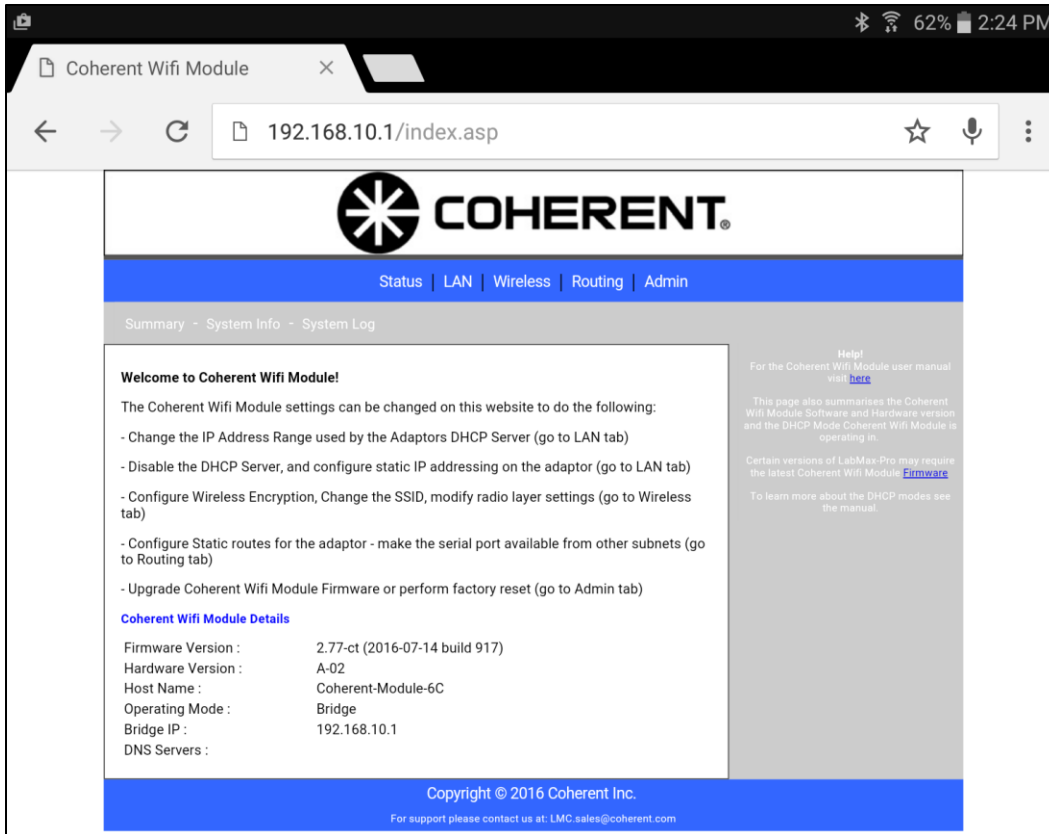 62% 2:24 PM
Coherent Wifi Module
192.168.10.1/index.asp
COHERENT®
Status | LAN | Wireless | Routing | Admin
Summary - System Info - System Log
Welcome to Coherent Wifi Module!
The Coherent Wifi Module settings can be changed on this website to do the following:
- Change the IP Address Range used by the Adaptors DHCP Server (go to LAN tab)
- Disable the DHCP Server, and configure static IP addressing on the adaptor (go to LAN tab)
- Configure Wireless Encryption, Change the SSID, modify radio layer settings (go to Wireless
tab)
- Configure Static routes for the adaptor - make the serial port available from other subnets (go
to Routing tab)
- Upgrade Coherent Wifi Module Firmware or perform factory reset (go to Admin tab)
Coherent Wifi Module Details
Firmware Version : 2.77-ct (2016-07-14 build 917)
Hardware Version : A-02
Host Name : Coherent-Module-6C
Operating Mode : Bridge
Bridge IP : 192.168.10.1
DNS Servers :
Help!
For the Coherent Wifi Module user manual
visit here
This page also summarises the Coherent
Wifi Module Software and Hardware version
and the DHCP Mode Coherent Wifi Module is
operating in.
Certain versions of LabMax-Pro may require
the latest Coherent Wifi Module Firmware
To learn more about the DHCP modes see
the manual.
Copyright © 2016 Coherent Inc.
For support please contact us at: LMC.sales@coherent.com